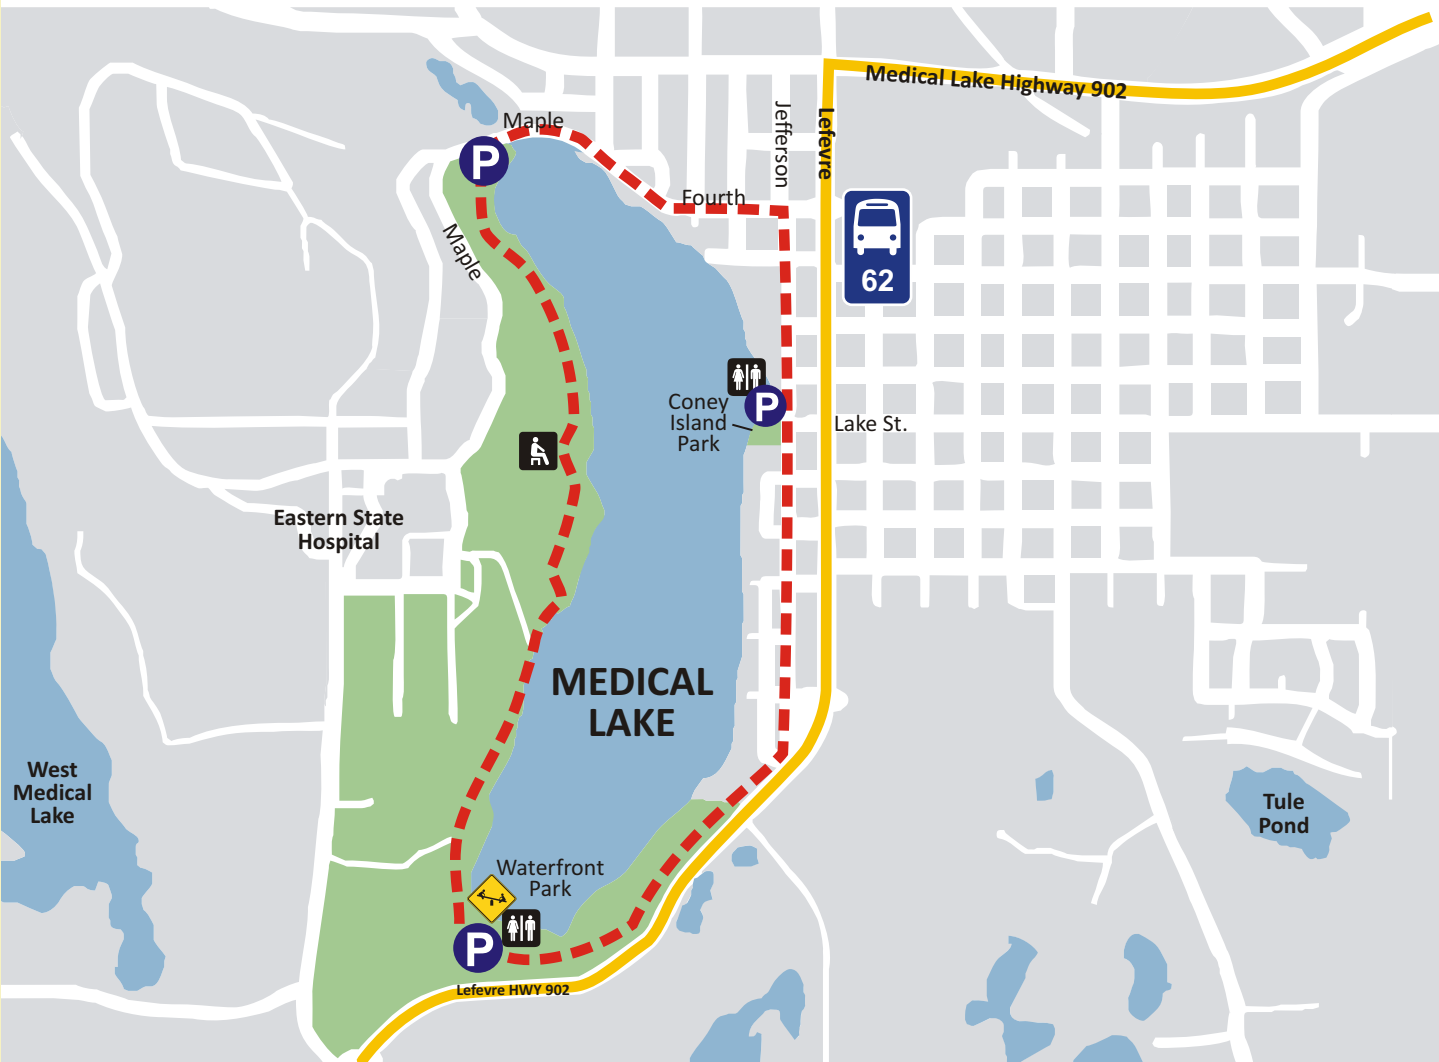 Medical Lake Highway 902
Maple
Jefferson
Lefevre
P
Fourth
Maple
62
P
Coney
Island
Park
Lake St.
Eastern State
Hospital
MEDICAL
LAKE
West
Medical
Lake
Tule
Pond
Waterfront
Park
P
Lefevre HWY 902